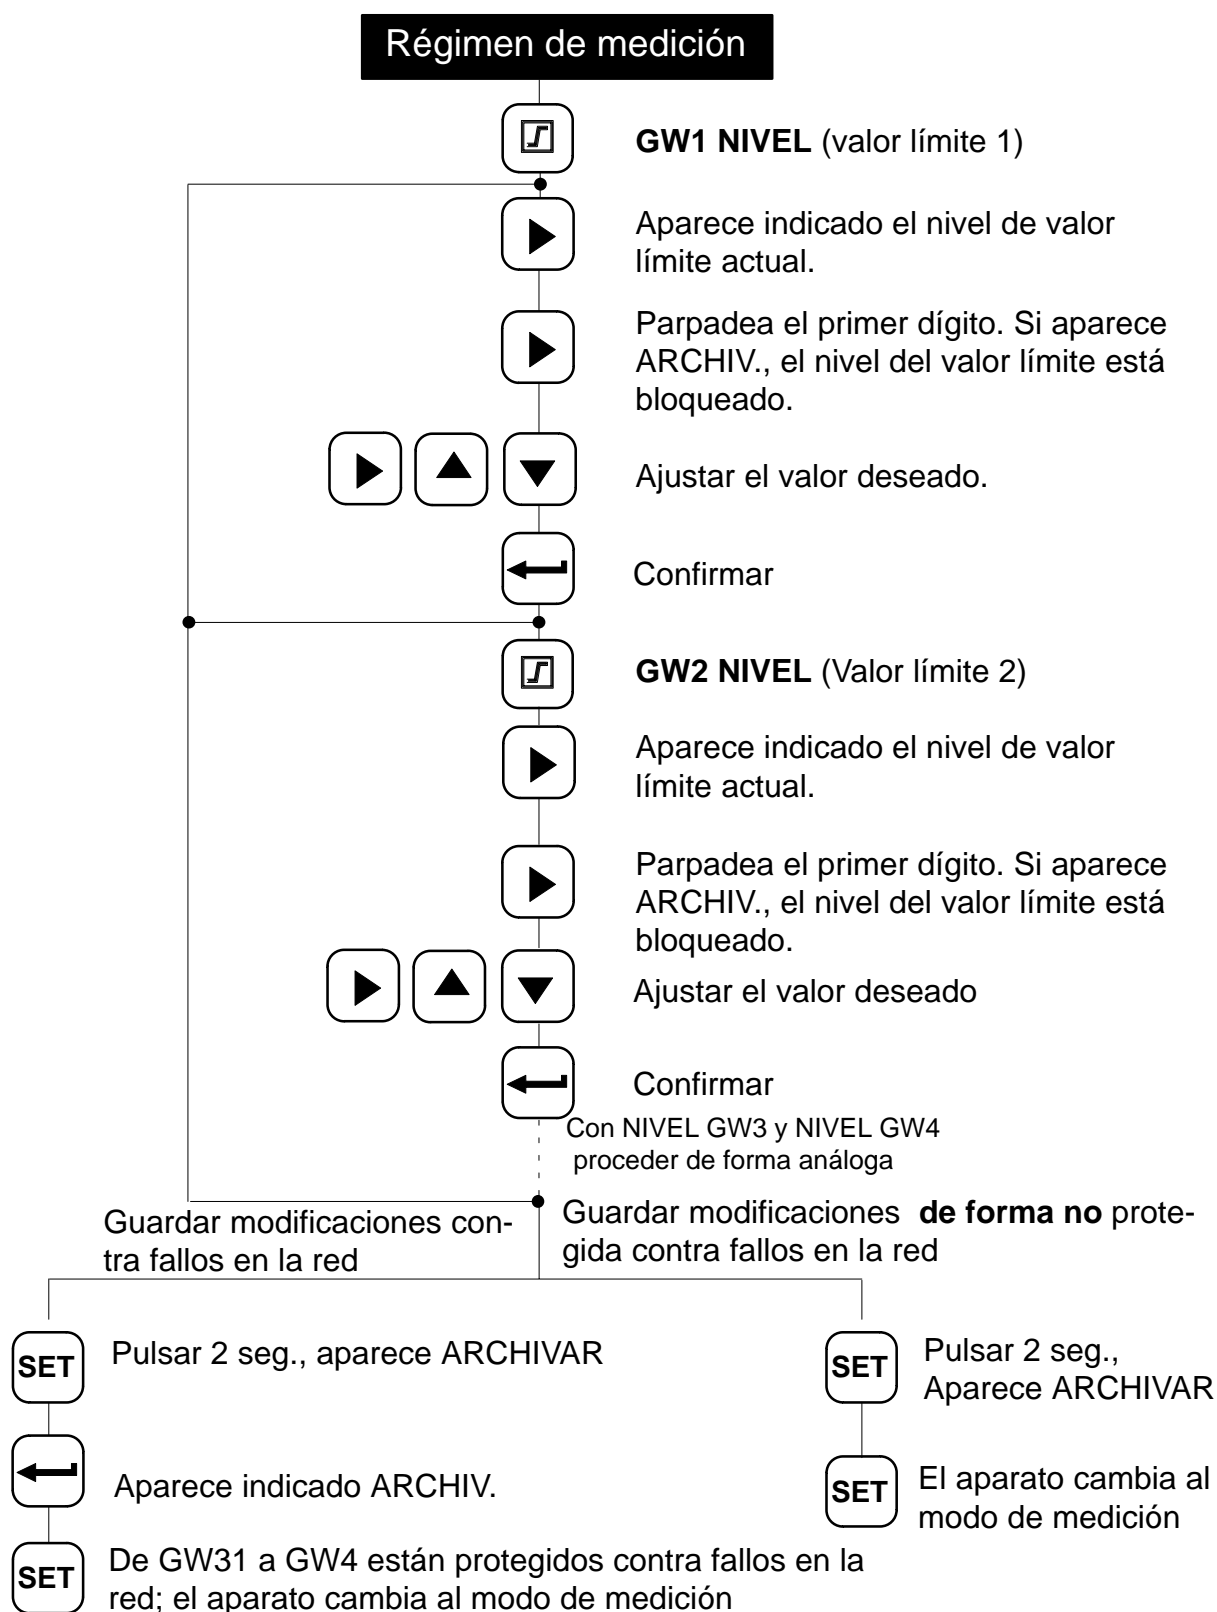 Régimen de medición
GW1 NIVEL (valor límite 1)
Aparece indicado el nivel de valor
límite actual.
Parpadea el primer dígito. Si aparece
ARCHIV., el nivel del valor límite está
bloqueado.
Ajustar el valor deseado.
Confirmar
GW2 NIVEL (Valor límite 2)
Aparece indicado el nivel de valor
límite actual.
Parpadea el primer dígito. Si aparece
ARCHIV., el nivel del valor límite está
bloqueado.
Ajustar el valor deseado
Confirmar
Con NIVEL GW3 y NIVEL GW4
proceder de forma análoga
Guardar modificaciones con-
tra fallos en la red
Guardar modificaciones de forma no prote-
gida contra fallos en la red
SET
Pulsar 2 seg., aparece ARCHIVAR
Aparece indicado ARCHIV.
SET
De GW31 a GW4 están protegidos contra fallos en la
red; el aparato cambia al modo de medición
SET
Pulsar 2 seg.,
Aparece ARCHIVAR
SET
El aparato cambia al
modo de medición